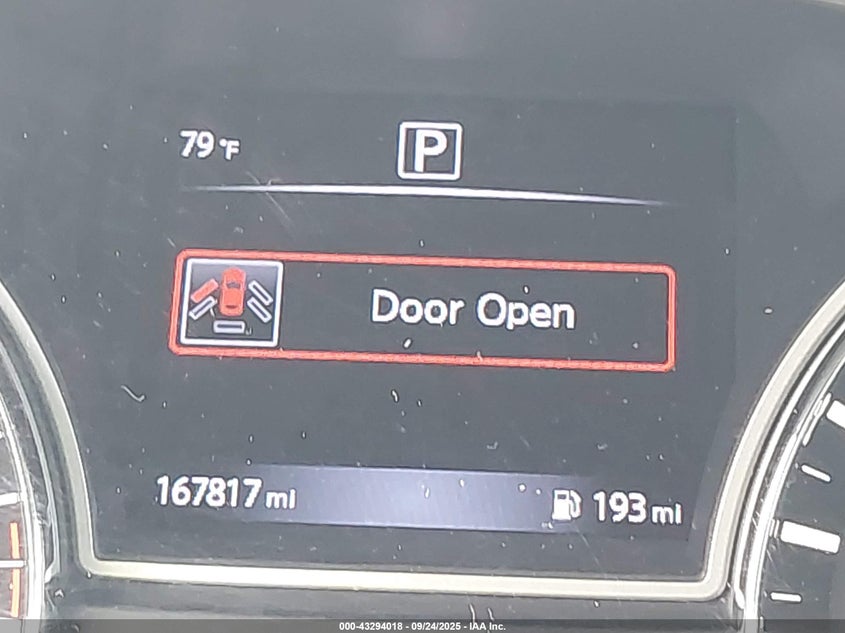 79°F P
Door Open
167817 mi 193 mi
000-43294018 - 09/24/2025 - IAA Inc.